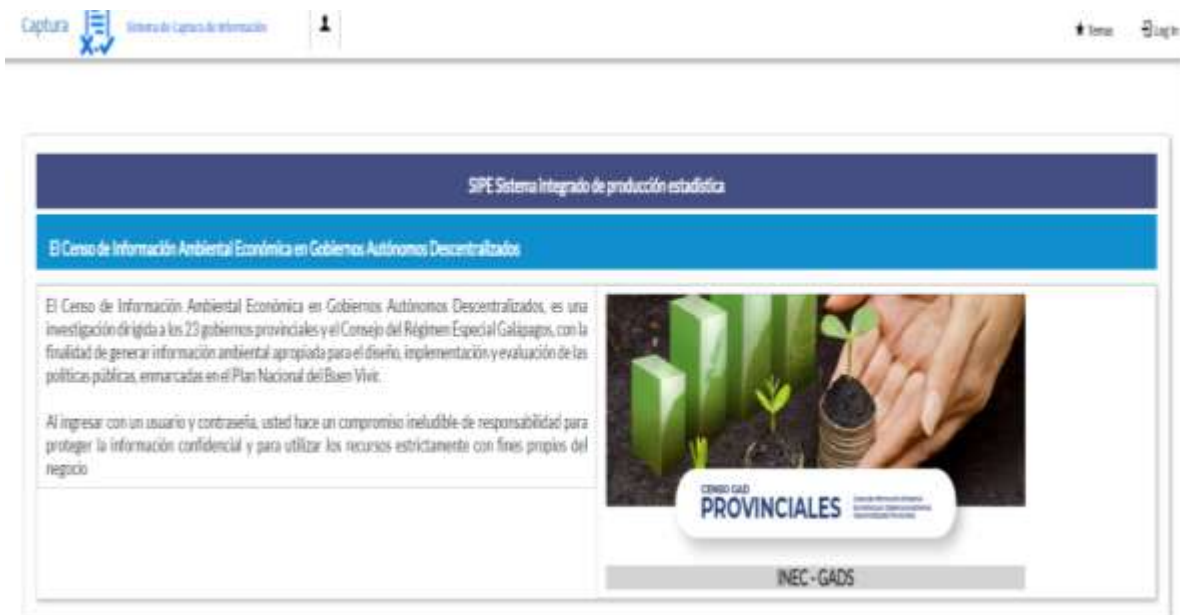 Captura
Sistema de Captura de Información
Temas
Log In
SIPE Sistema integrado de producción estadística
El Censo de Información Ambiental Económica en Gobiernos Autónomos Descentralizados
El Censo de Información Ambiental Económica en Gobiernos Autónomos Descentralizados, es una
investigación dirigida a los 23 gobiernos provinciales y el Consejo del Régimen Especial Galápagos, con la
finalidad de generar información ambiental apropiada para el diseño, implementación y evaluación de las
políticas públicas, enmarcadas en el Plan Nacional del Buen Vivir.
Al ingresar con un usuario y contraseña, usted hace un compromiso ineludible de responsabilidad para
proteger la información confidencial y para utilizar los recursos estrictamente con fines propios del
negocio
CENSO GAD
PROVINCIALES
INEC - GADS